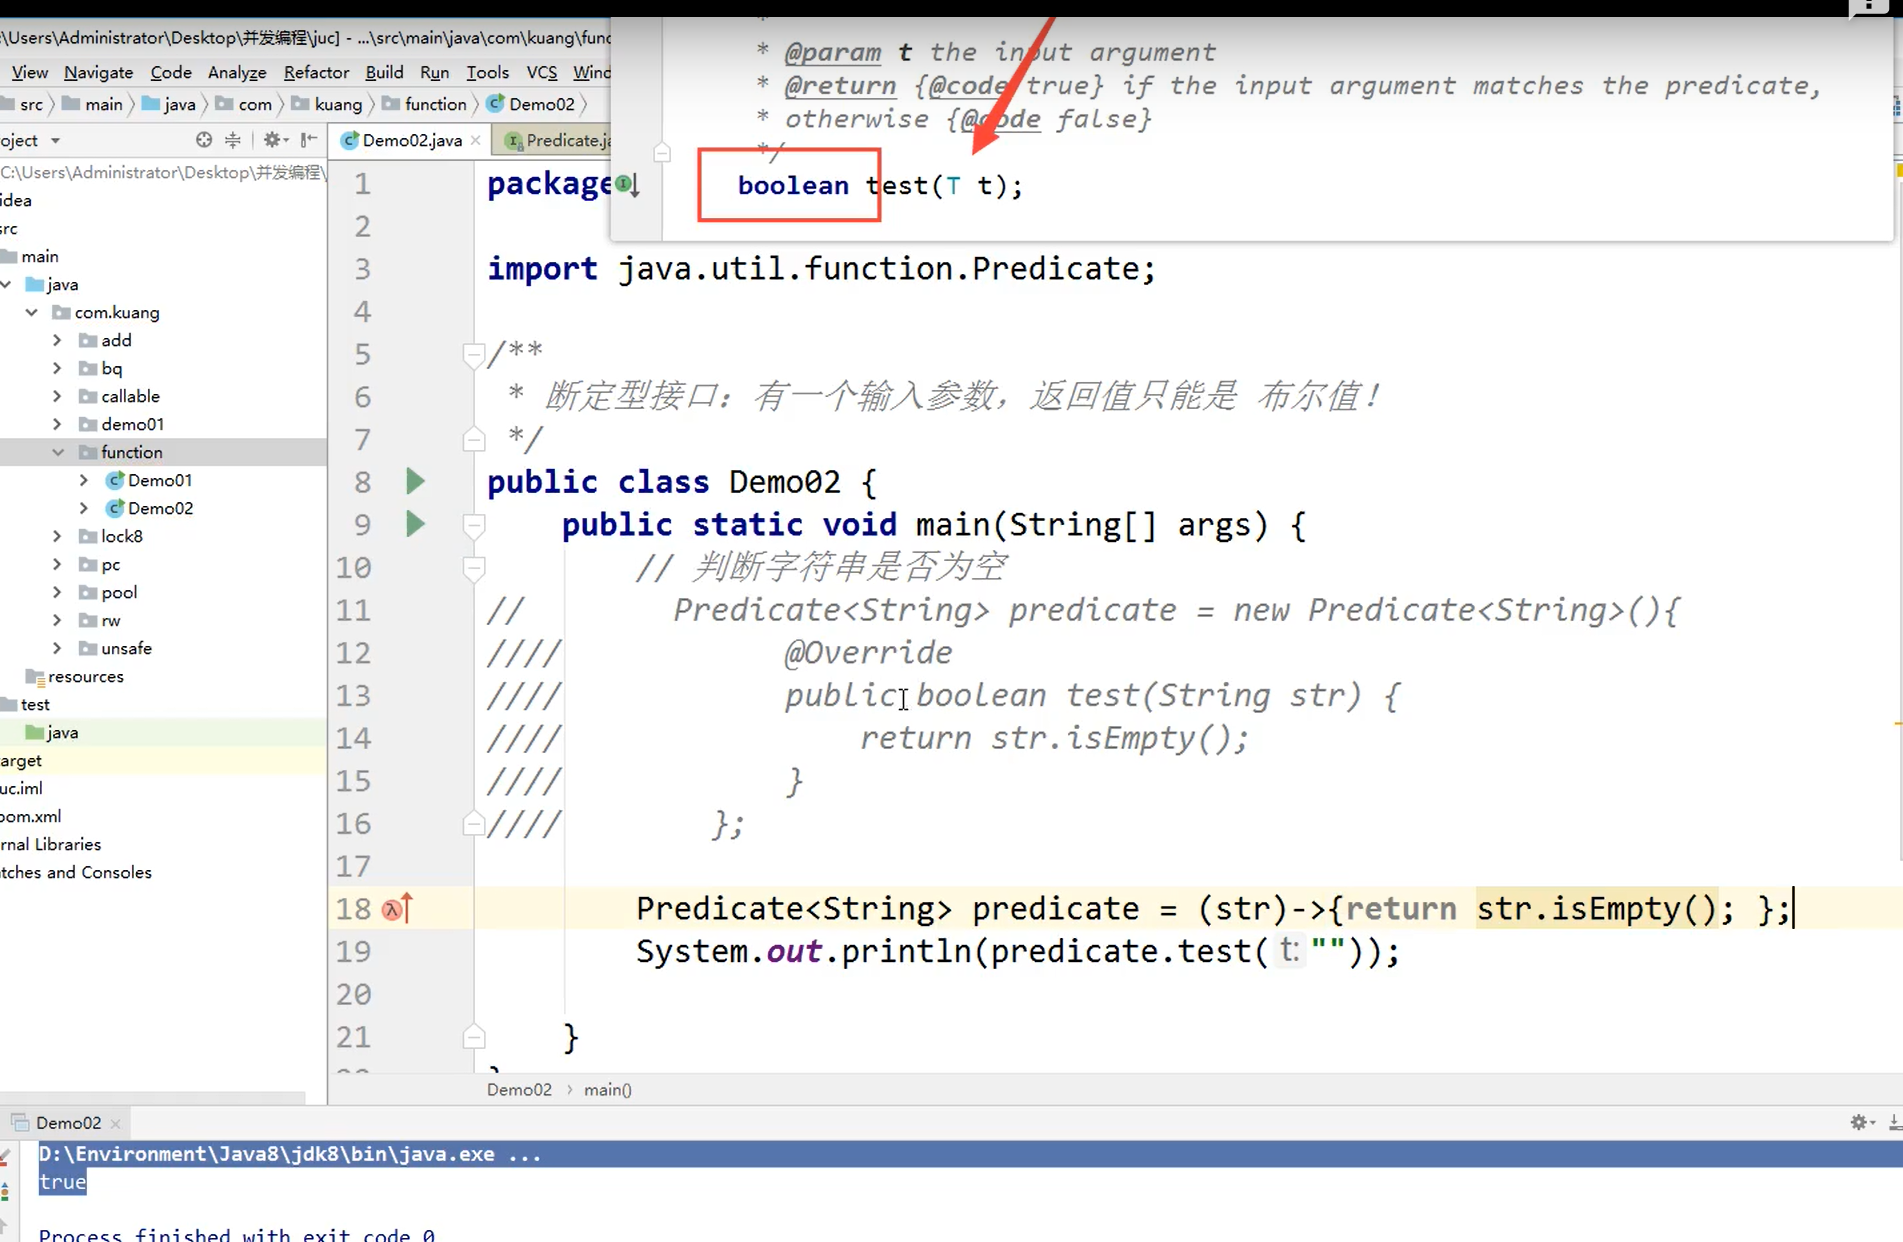 :\Users\Administrator\Desktop\并发编程\juc] - ...\src\main\java\com\kuang\func
View Navigate Code Analyze Refactor Build Run Tools VCS Wind
src main java com kuang function Demo02
oject
Demo02.java × Predicate.ja
* @param t the input argument
* @return {@code true} if the input argument matches the predicate,
* otherwise {@code false}
*/
boolean test(T t);
C:\Users\Administrator\Desktop\并发编程\
idea
src
main
java
com.kuang
add
bq
callable
demo01
function
Demo01
Demo02
lock8
pc
pool
rw
unsafe
resources
test
java
arget
uc.iml
pom.xml
rnal Libraries
atches and Consoles
1 package
2
3 import java.util.function.Predicate;
4
5 /**
6 * 断定型接口：有一个输入参数，返回值只能是 布尔值！
7 */
8 public class Demo02 {
9 public static void main(String[] args) {
10 // 判断字符串是否为空
11 // Predicate<String> predicate = new Predicate<String>(){
12 //// @Override
13 //// public boolean test(String str) {
14 //// return str.isEmpty();
15 //// }
16 //// };
17
18 Predicate<String> predicate = (str)->{return str.isEmpty(); };
19 System.out.println(predicate.test( t: ""));
20
21 }
Demo02 › main()
Demo02 ×
D:\Environment\Java8\jdk8\bin\java.exe ...
true
Process finished with exit code 0